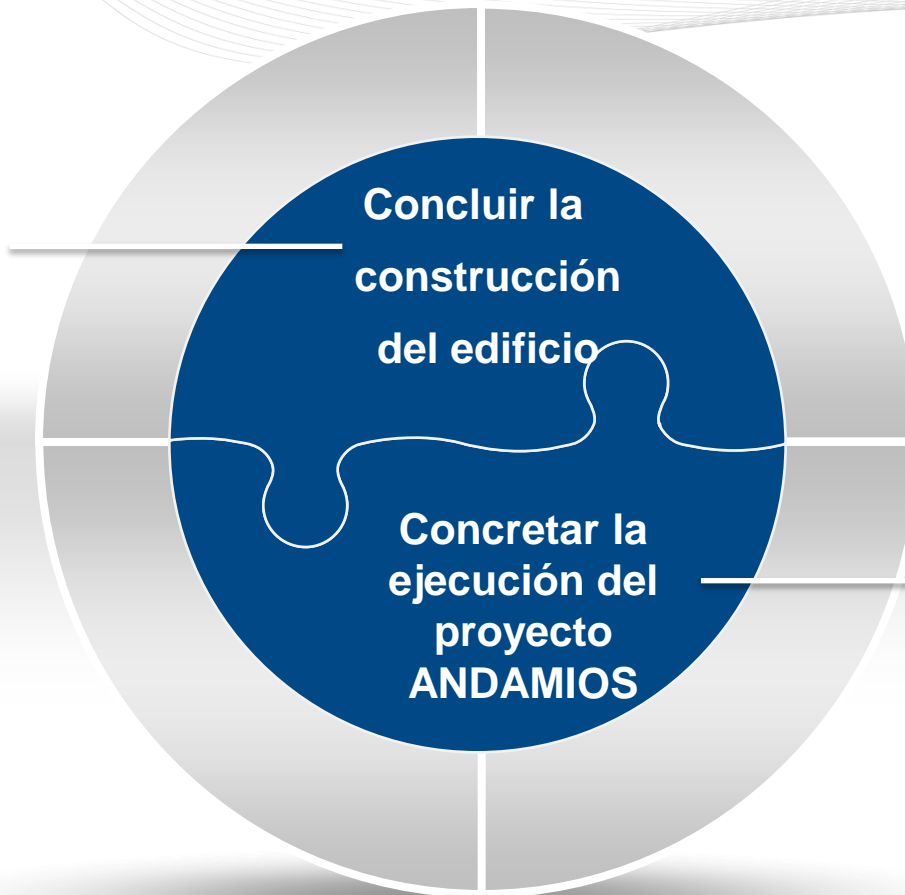 Concluir la
construcción
del edificio
Concretar la
ejecución del
proyecto
ANDAMIOS